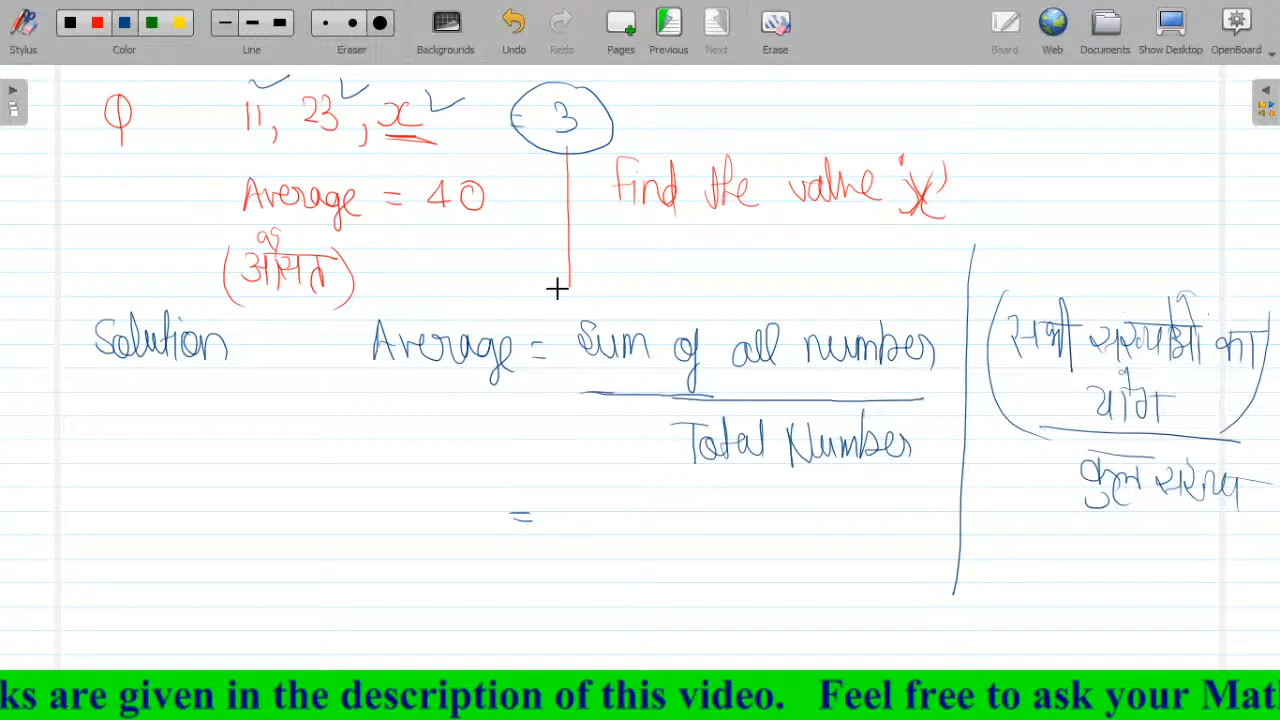 Stylus
Color
Line
Eraser
Backgrounds
Undo
Redo
Pages
Previous
Next
Erase
Board
Web
Documents
Show Desktop
OpenBoard
Q 11, 23, x = 3
Average = 40
Find the value 'x'
(औसत)
Solution Average = Sum of all number
Total Number
=
(सभी संख्याओं का
योग)
कुल संख्य
ks are given in the description of this video. Feel free to ask your Mat